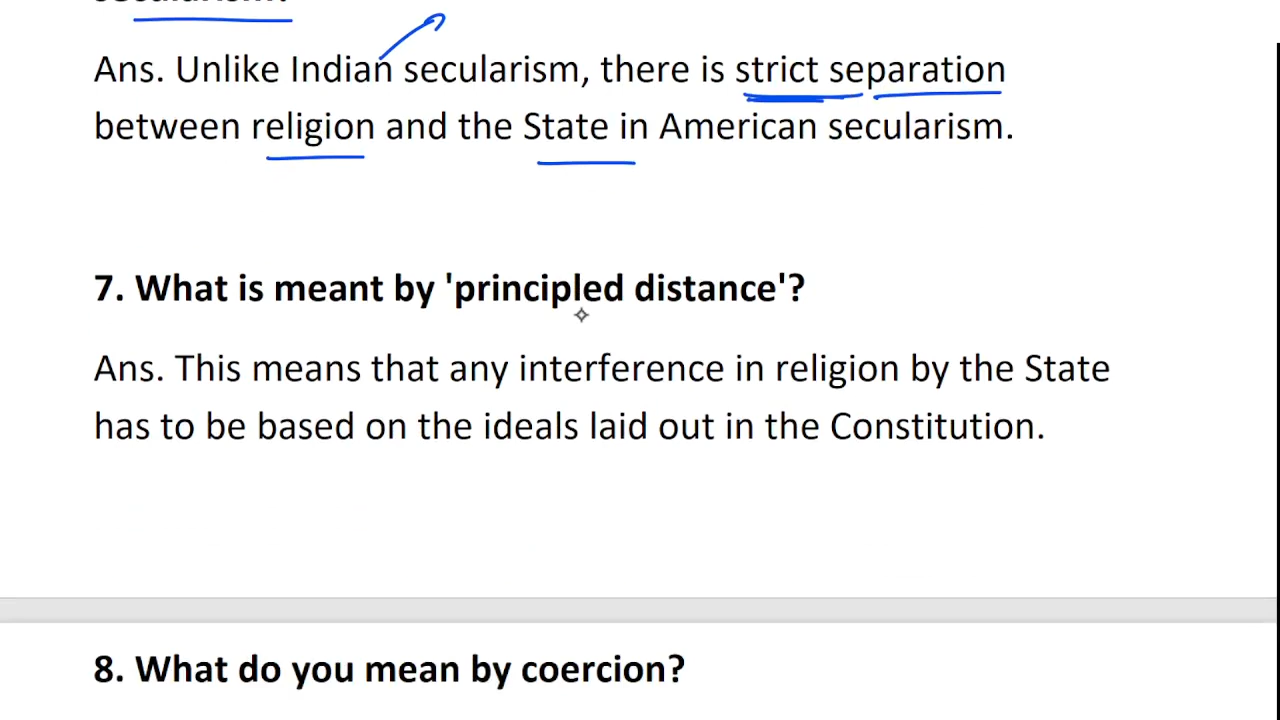 Ans. Unlike Indian secularism, there is strict separation
between religion and the State in American secularism.
7. What is meant by 'principled distance'?
Ans. This means that any interference in religion by the State
has to be based on the ideals laid out in the Constitution.
8. What do you mean by coercion?